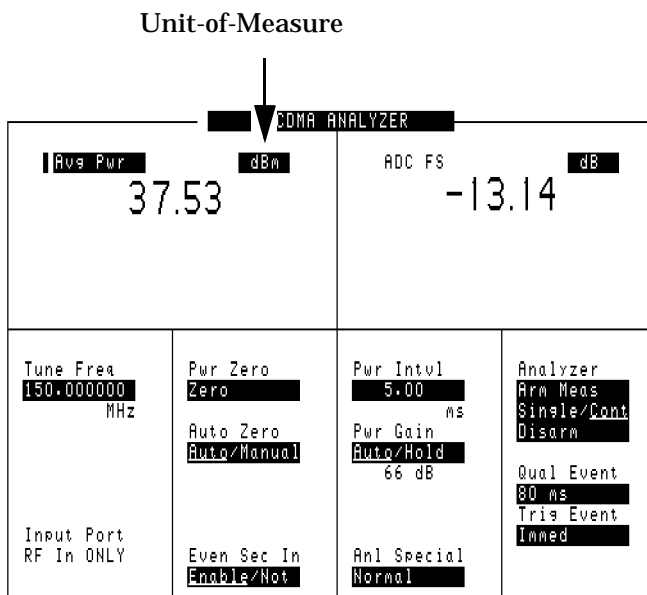 Unit-of-Measure
CDMA ANALYZER
Avg Pwr dBm
37.53
ADC FS dB
-13.14
Tune Freq
150.000000
MHz
Input Port
RF In ONLY
Pwr Zero
Zero
Auto Zero
Auto/Manual
Even Sec In
Enable/Not
Pwr Intvl
5.00
ms
Pwr Gain
Auto/Hold
66 dB
Anl Special
Normal
Analyzer
Arm Meas
Single/Cont
Disarm
Qual Event
80 ms
Trig Event
Immed